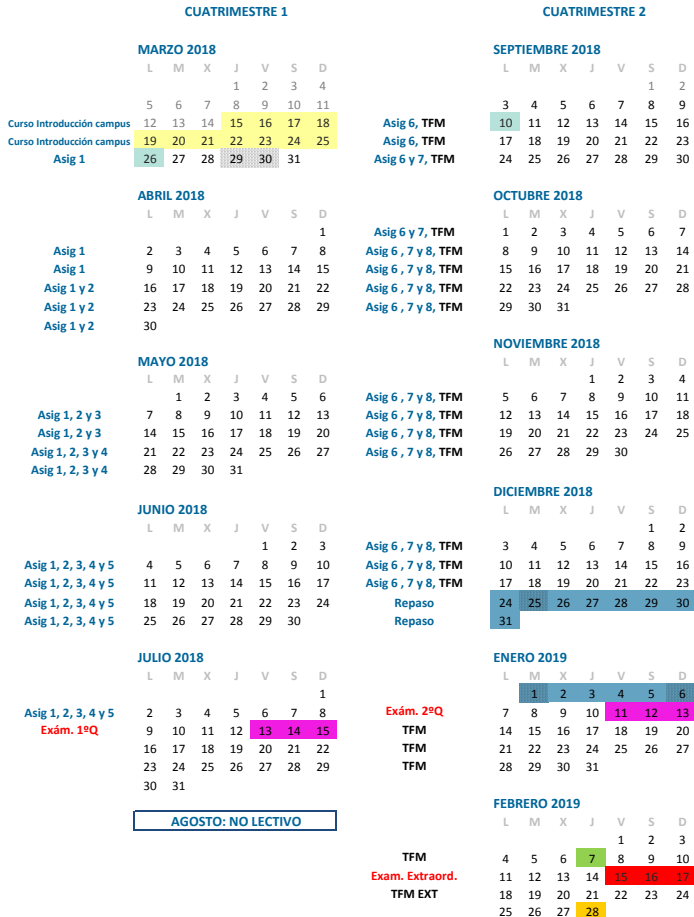 CUATRIMESTRE 1
MARZO 2018
L M X J V S D
1 2 3 4
5 6 7 8 9 10 11
Curso Introducción campus 12 13 14 15 16 17 18
Curso Introducción campus 19 20 21 22 23 24 25
Asig 1 26 27 28 29 30 31
ABRIL 2018
L M X J V S D
1
Asig 1 2 3 4 5 6 7 8
Asig 1 9 10 11 12 13 14 15
Asig 1 y 2 16 17 18 19 20 21 22
Asig 1 y 2 23 24 25 26 27 28 29
Asig 1 y 2 30
MAYO 2018
L M X J V S D
1 2 3 4 5 6
Asig 1, 2 y 3 7 8 9 10 11 12 13
Asig 1, 2 y 3 14 15 16 17 18 19 20
Asig 1, 2, 3 y 4 21 22 23 24 25 26 27
Asig 1, 2, 3 y 4 28 29 30 31
JUNIO 2018
L M X J V S D
1 2 3
Asig 1, 2, 3, 4 y 5 4 5 6 7 8 9 10
Asig 1, 2, 3, 4 y 5 11 12 13 14 15 16 17
Asig 1, 2, 3, 4 y 5 18 19 20 21 22 23 24
Asig 1, 2, 3, 4 y 5 25 26 27 28 29 30
JULIO 2018
L M X J V S D
1
Asig 1, 2, 3, 4 y 5 2 3 4 5 6 7 8
Exám. 1ºQ 9 10 11 12 13 14 15
16 17 18 19 20 21 22
23 24 25 26 27 28 29
30 31
AGOSTO: NO LECTIVO
CUATRIMESTRE 2
SEPTIEMBRE 2018
L M X J V S D
1 2
3 4 5 6 7 8 9
Asig 6, TFM 10 11 12 13 14 15 16
Asig 6, TFM 17 18 19 20 21 22 23
Asig 6 y 7, TFM 24 25 26 27 28 29 30
OCTUBRE 2018
L M X J V S D
Asig 6 y 7, TFM 1 2 3 4 5 6 7
Asig 6 , 7 y 8, TFM 8 9 10 11 12 13 14
Asig 6 , 7 y 8, TFM 15 16 17 18 19 20 21
Asig 6 , 7 y 8, TFM 22 23 24 25 26 27 28
Asig 6 , 7 y 8, TFM 29 30 31
NOVIEMBRE 2018
L M X J V S D
1 2 3 4
Asig 6 , 7 y 8, TFM 5 6 7 8 9 10 11
Asig 6 , 7 y 8, TFM 12 13 14 15 16 17 18
Asig 6 , 7 y 8, TFM 19 20 21 22 23 24 25
Asig 6 , 7 y 8, TFM 26 27 28 29 30
DICIEMBRE 2018
L M X J V S D
1 2
Asig 6 , 7 y 8, TFM 3 4 5 6 7 8 9
Asig 6 , 7 y 8, TFM 10 11 12 13 14 15 16
Asig 6 , 7 y 8, TFM 17 18 19 20 21 22 23
Repaso 24 25 26 27 28 29 30
Repaso 31
ENERO 2019
L M X J V S D
1 2 3 4 5 6
Exám. 2ºQ 7 8 9 10 11 12 13
TFM 14 15 16 17 18 19 20
TFM 21 22 23 24 25 26 27
TFM 28 29 30 31
FEBRERO 2019
L M X J V S D
1 2 3
TFM 4 5 6 7 8 9 10
Exam. Extraord. 11 12 13 14 15 16 17
TFM EXT 18 19 20 21 22 23 24
25 26 27 28